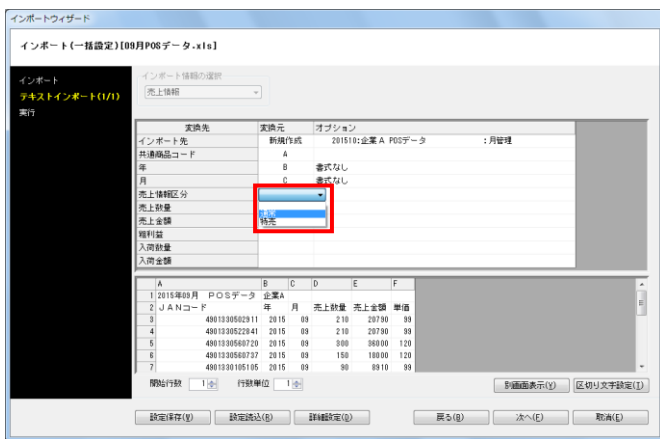 インポートウィザード
インポート(一括設定)[09月POSデータ.xls]
インポート
テキストインポート(1/1)
実行
インポート情報の選択
売上情報
変換先 変換元 オプション
インポート先 新規作成 201510:企業A POSデータ :月管理
共通商品コード A
年 B 書式なし
月 C 書式なし
売上情報区分
売上数量 通常
売上金額 特売
粗利益
入荷数量
入荷金額
A B C D E F
1 2015年09月 POSデータ 企業A
2 JANコード 年 月 売上数量 売上金額 単価
3 4901330502911 2015 09 210 20790 99
4 4901330522841 2015 09 210 20790 99
5 4901330560720 2015 09 300 36000 120
6 4901330560737 2015 09 150 18000 120
7 4901330105105 2015 09 90 8910 99
開始行数 1 行数単位 1 別画面表示(V) 区切り文字設定(I)
設定保存(W) 設定読込(R) 詳細設定(D) 戻る(B) 次へ(F) 取消(E)